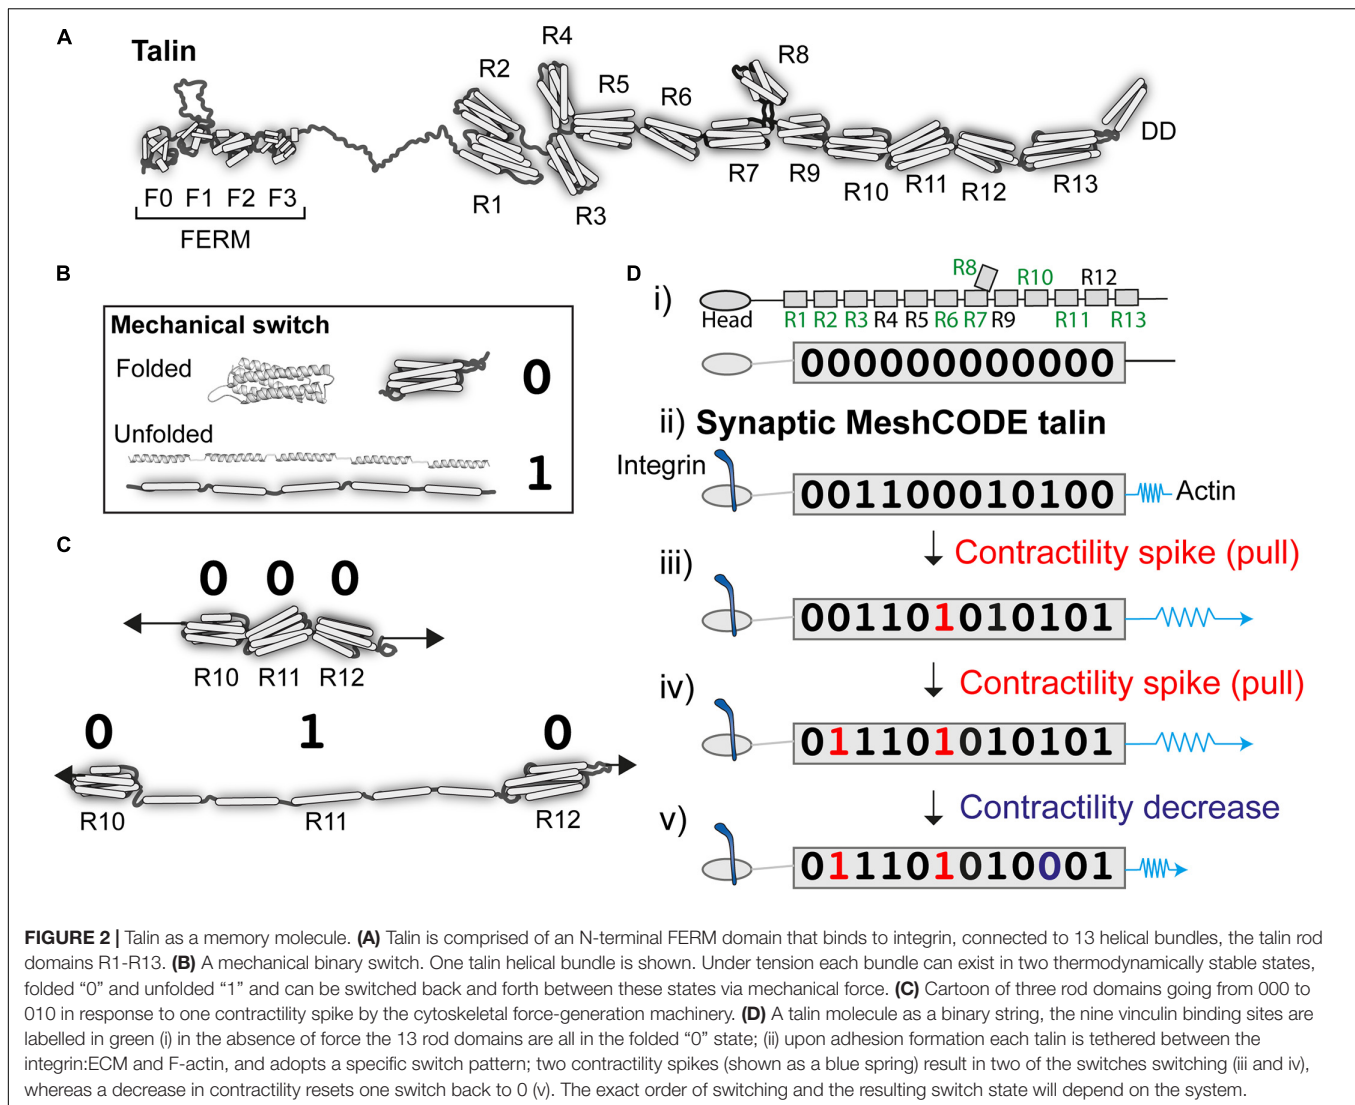 A
Talin
R4
R8
R2
R5
R6
DD
R7
R9
R10
R11
R12
R13
R1
R3
F0 F1 F2 F3
FERM
B
Mechanical switch
Folded
0
Unfolded
1
C
0 0 0
R10 R11 R12
0 1 0
R10 R11 R12
D
i)
R8 R10 R12
Head R1 R2 R3 R4 R5 R6 R7 R9 R11 R13
000000000000
ii) Synaptic MeshCODE talin
Integrin
001100010100
Actin
Contractility spike (pull)
iii)
001101010101
Contractility spike (pull)
iv)
011101010101
Contractility decrease
v)
011101010001
FIGURE 2 | Talin as a memory molecule. (A) Talin is comprised of an N-terminal FERM domain that binds to integrin, connected to 13 helical bundles, the talin rod
domains R1-R13. (B) A mechanical binary switch. One talin helical bundle is shown. Under tension each bundle can exist in two thermodynamically stable states,
folded “0” and unfolded “1” and can be switched back and forth between these states via mechanical force. (C) Cartoon of three rod domains going from 000 to
010 in response to one contractility spike by the cytoskeletal force-generation machinery. (D) A talin molecule as a binary string, the nine vinculin binding sites are
labelled in green (i) in the absence of force the 13 rod domains are all in the folded “0” state; (ii) upon adhesion formation each talin is tethered between the
integrin:ECM and F-actin, and adopts a specific switch pattern; two contractility spikes (shown as a blue spring) result in two of the switches switching (iii and iv),
whereas a decrease in contractility resets one switch back to 0 (v). The exact order of switching and the resulting switch state will depend on the system.